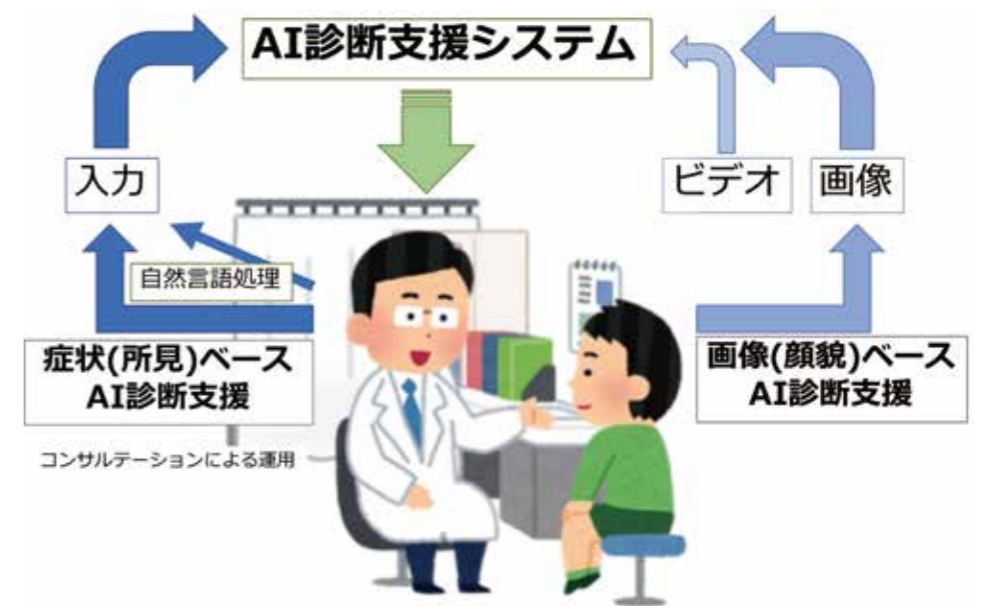 AI診断支援システム
入力
ビデオ
画像
自然言語処理
症状(所見)ベース
AI診断支援
画像(顔貌)ベース
AI診断支援
コンサルテーションによる運用